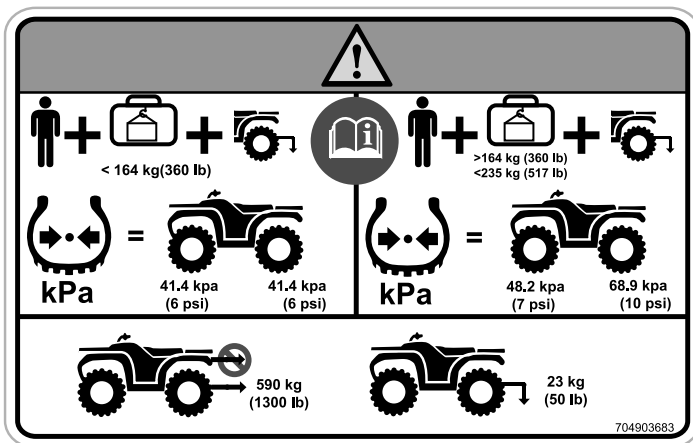 < 164 kg(360 lb)
kPa
=
41.4 kpa
(6 psi)
41.4 kpa
(6 psi)
>164 kg (360 lb)
<235 kg (517 lb)
kPa
=
48.2 kpa
(7 psi)
68.9 kpa
(10 psi)
590 kg
(1300 lb)
23 kg
(50 lb)
704903683